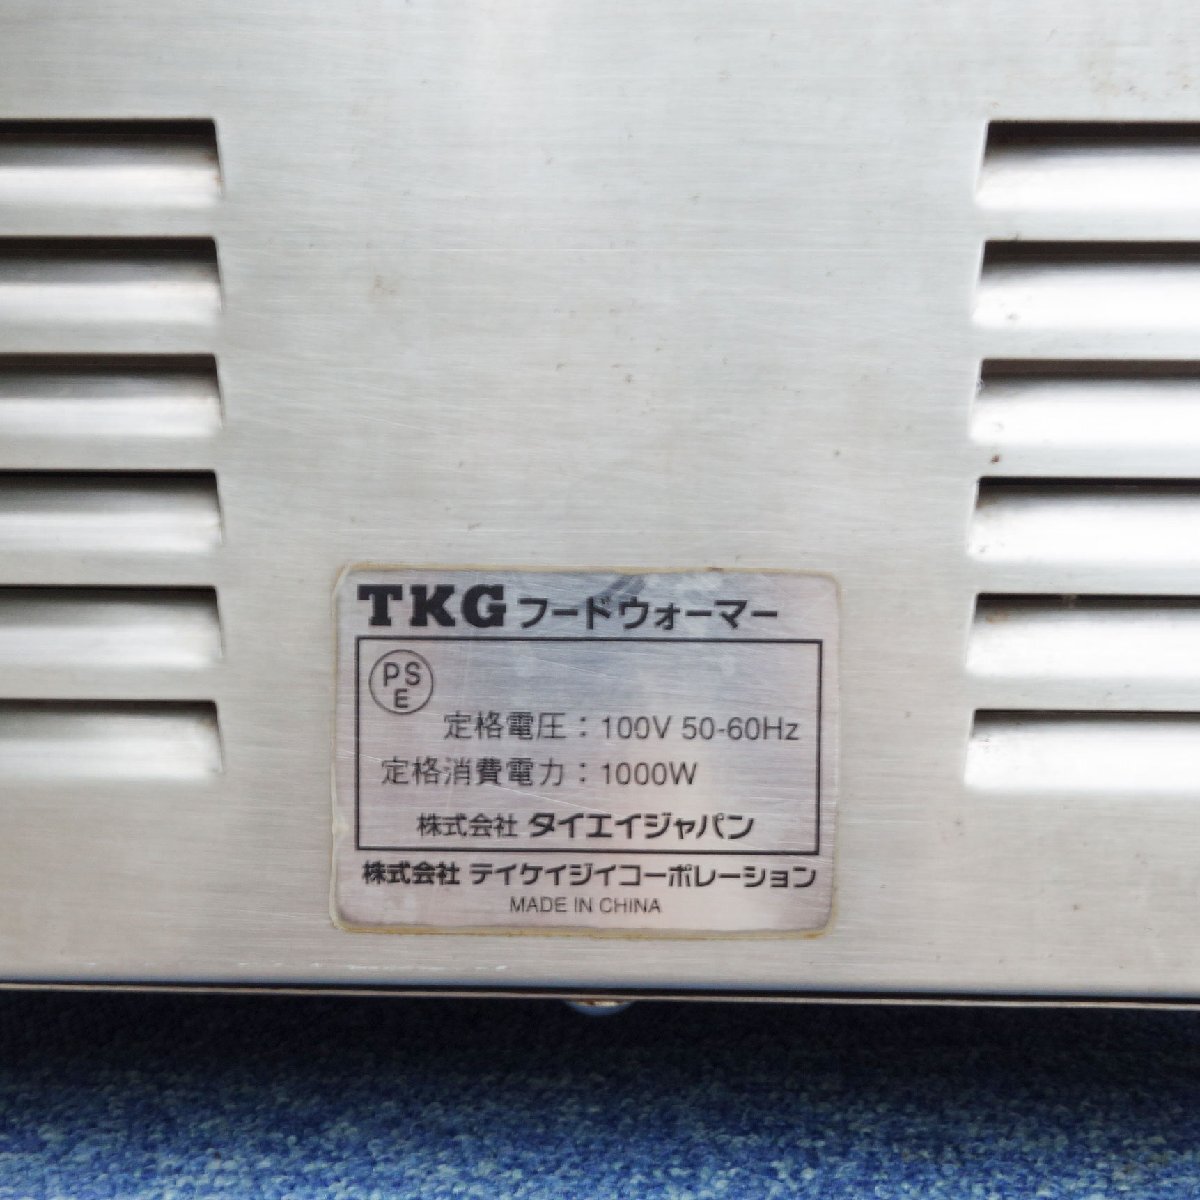 TKG フードウォーマー
PS
E
定格電圧：100V 50-60Hz
定格消費電力：1000W
株式会社 タイエイジャパン
株式会社 テイケイジイコーポレーション
MADE IN CHINA